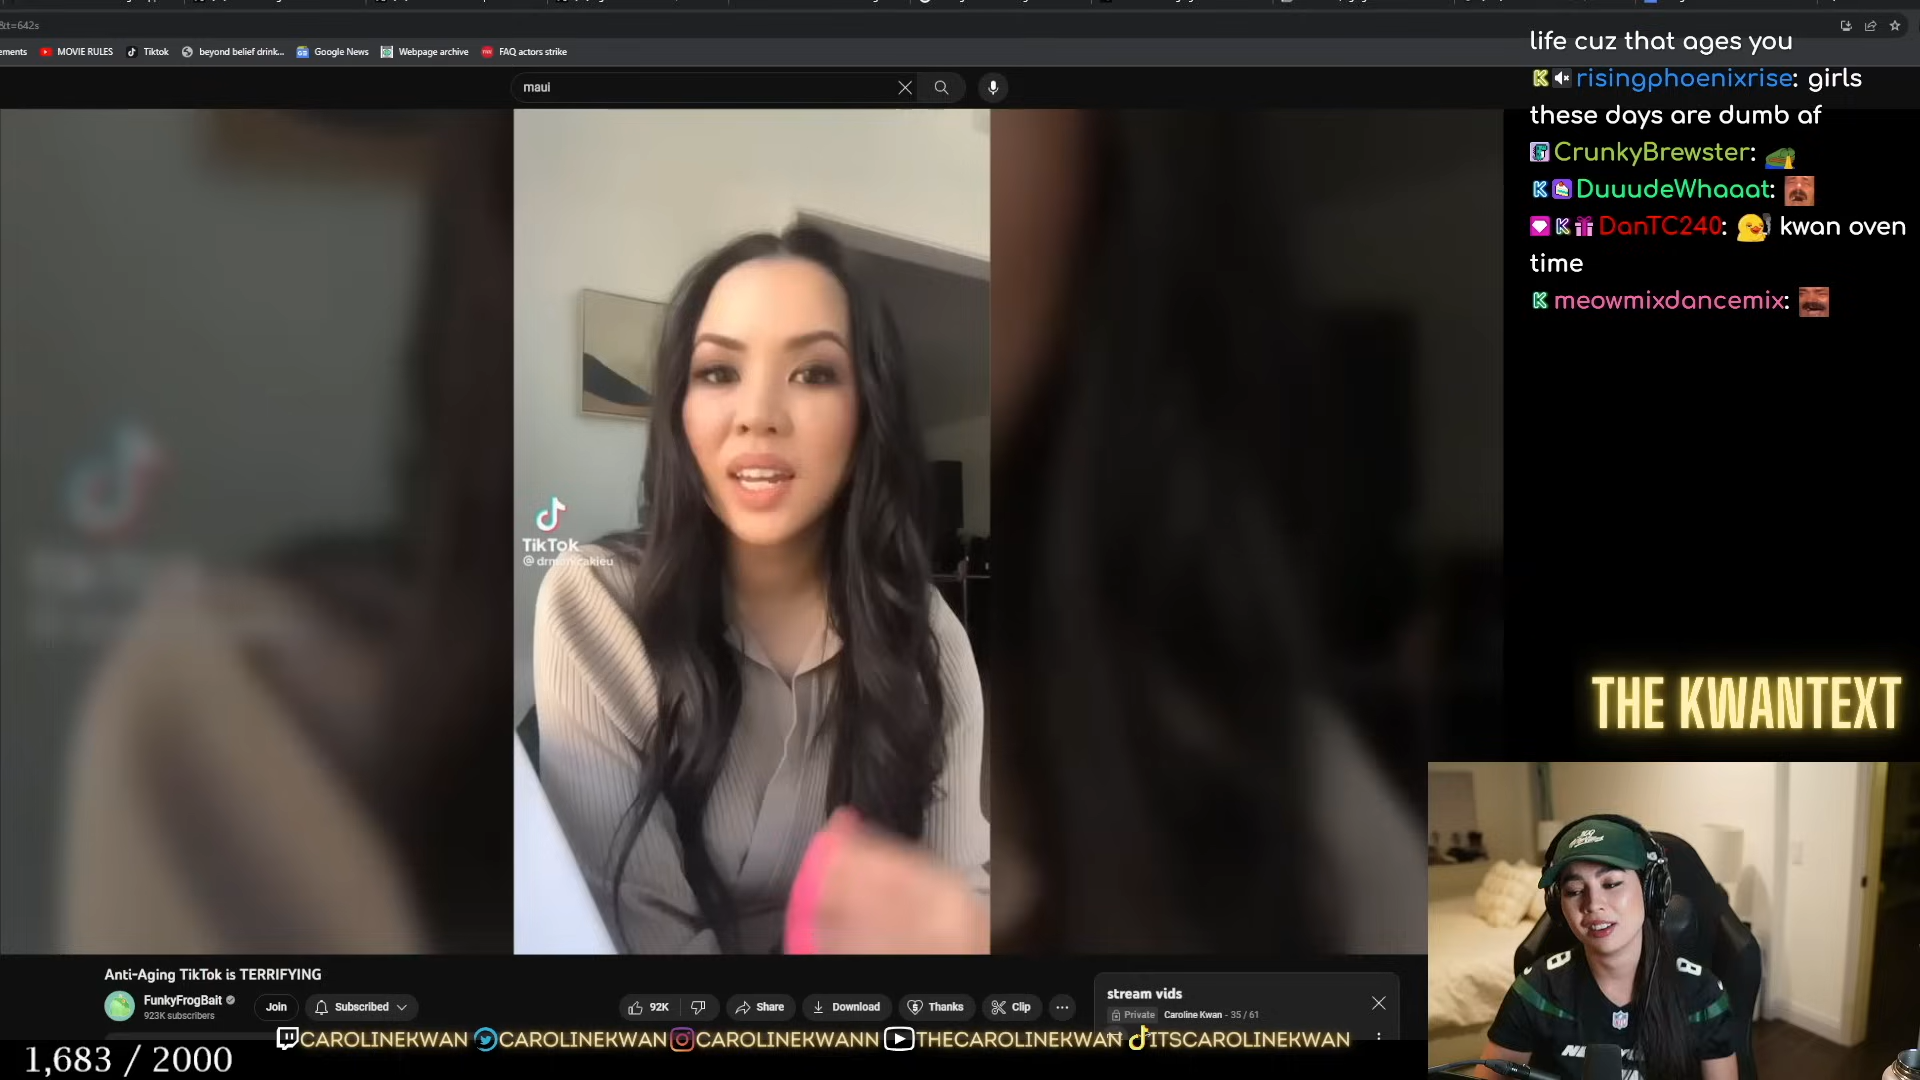 &t=642s
ements
MOVIE RULES
Tiktok
beyond belief drink...
Google News
Webpage archive
FAQ actors strike
maui
life cuz that ages you
risingphoenixrise: girls
these days are dumb af
CrunkyBrewster:
DuuudeWhaaat:
DanTC240: kwan oven
time
meowmixdancemix:
TikTok
THE KWANTEXT
Anti-Aging TikTok is TERRIFYING
FunkyFrogBait
923K subscribers
Join
Subscribed
92K
Share
Download
Thanks
Clip
stream vids
Private Caroline Kwan - 35 / 61
CAROLINEKWAN CAROLINEKWAN CAROLINEKWANN THECAROLINEKWAN ITSCAROLINEKWAN
1,683 / 2000